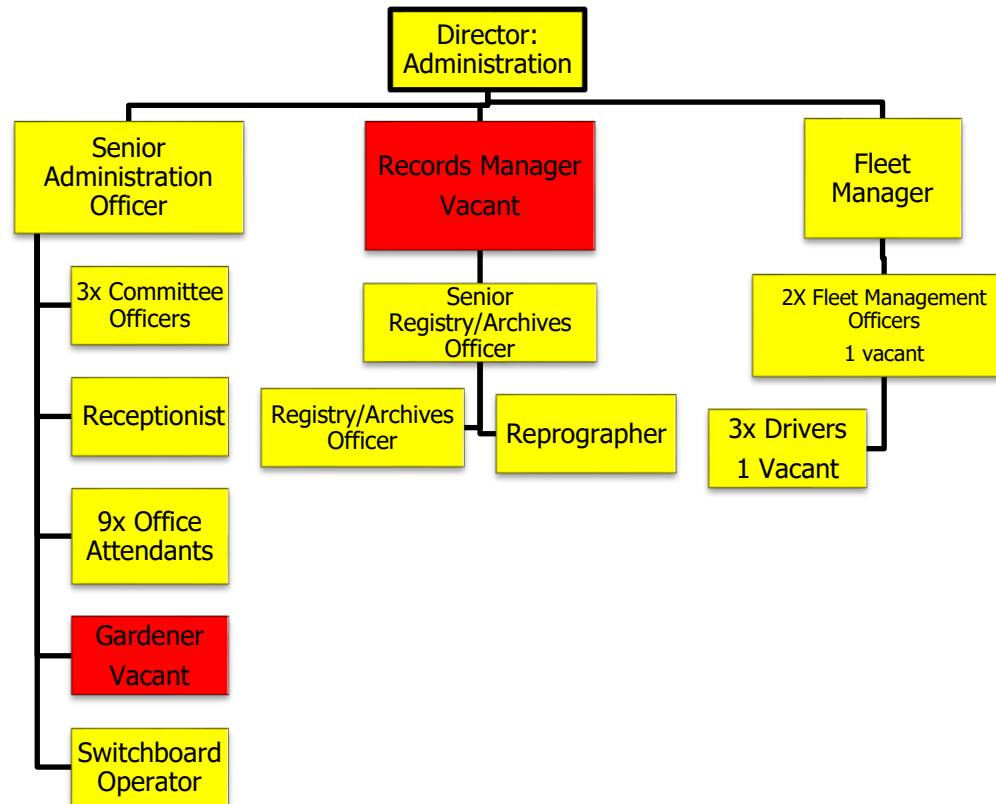 Director:
Administration
Senior
Administration
Officer
Records Manager
Vacant
Fleet
Manager
3x Committee
Officers
Senior
Registry/Archives
Officer
2X Fleet Management
Officers
1 vacant
Receptionist
Registry/Archives
Officer
Reprographer
3x Drivers
1 Vacant
9x Office
Attendants
Gardener
Vacant
Switchboard
Operator